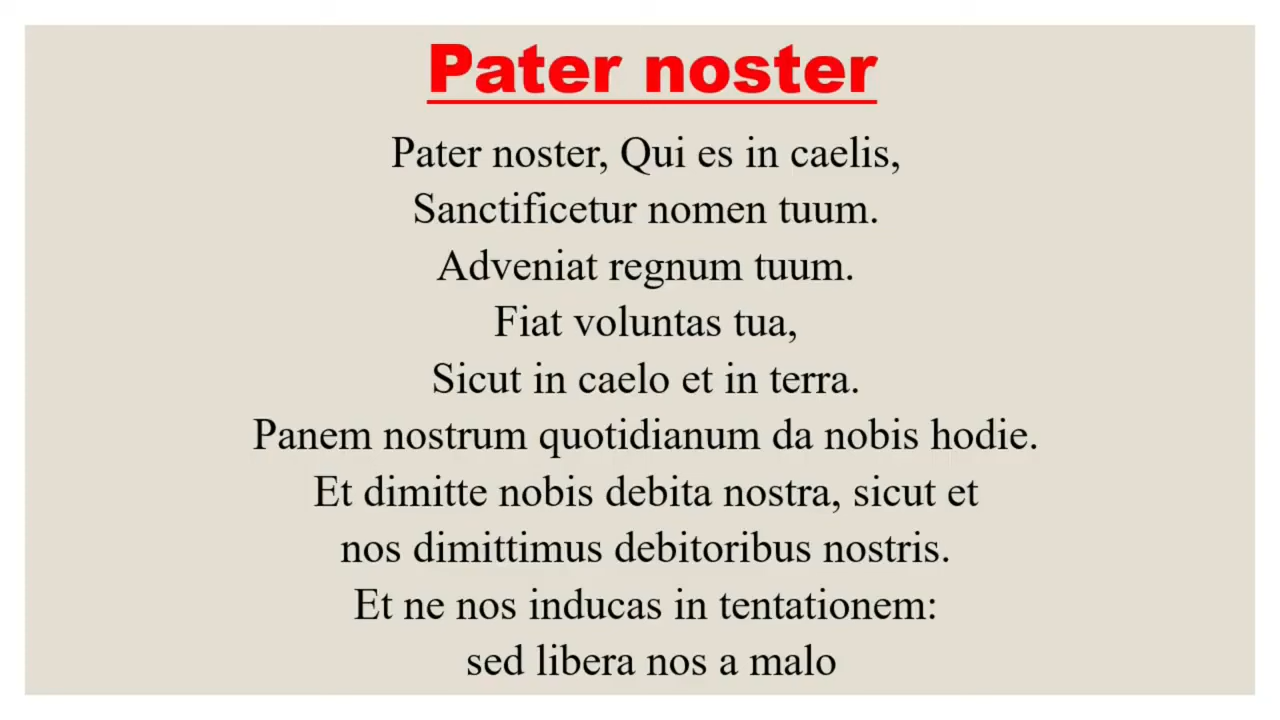 Pater noster
Pater noster, Qui es in caelis,
Sanctificetur nomen tuum.
Adveniat regnum tuum.
Fiat voluntas tua,
Sicut in caelo et in terra.
Panem nostrum quotidianum da nobis hodie.
Et dimitte nobis debita nostra, sicut et
nos dimittimus debitoribus nostris.
Et ne nos inducas in tentationem:
sed libera nos a malo